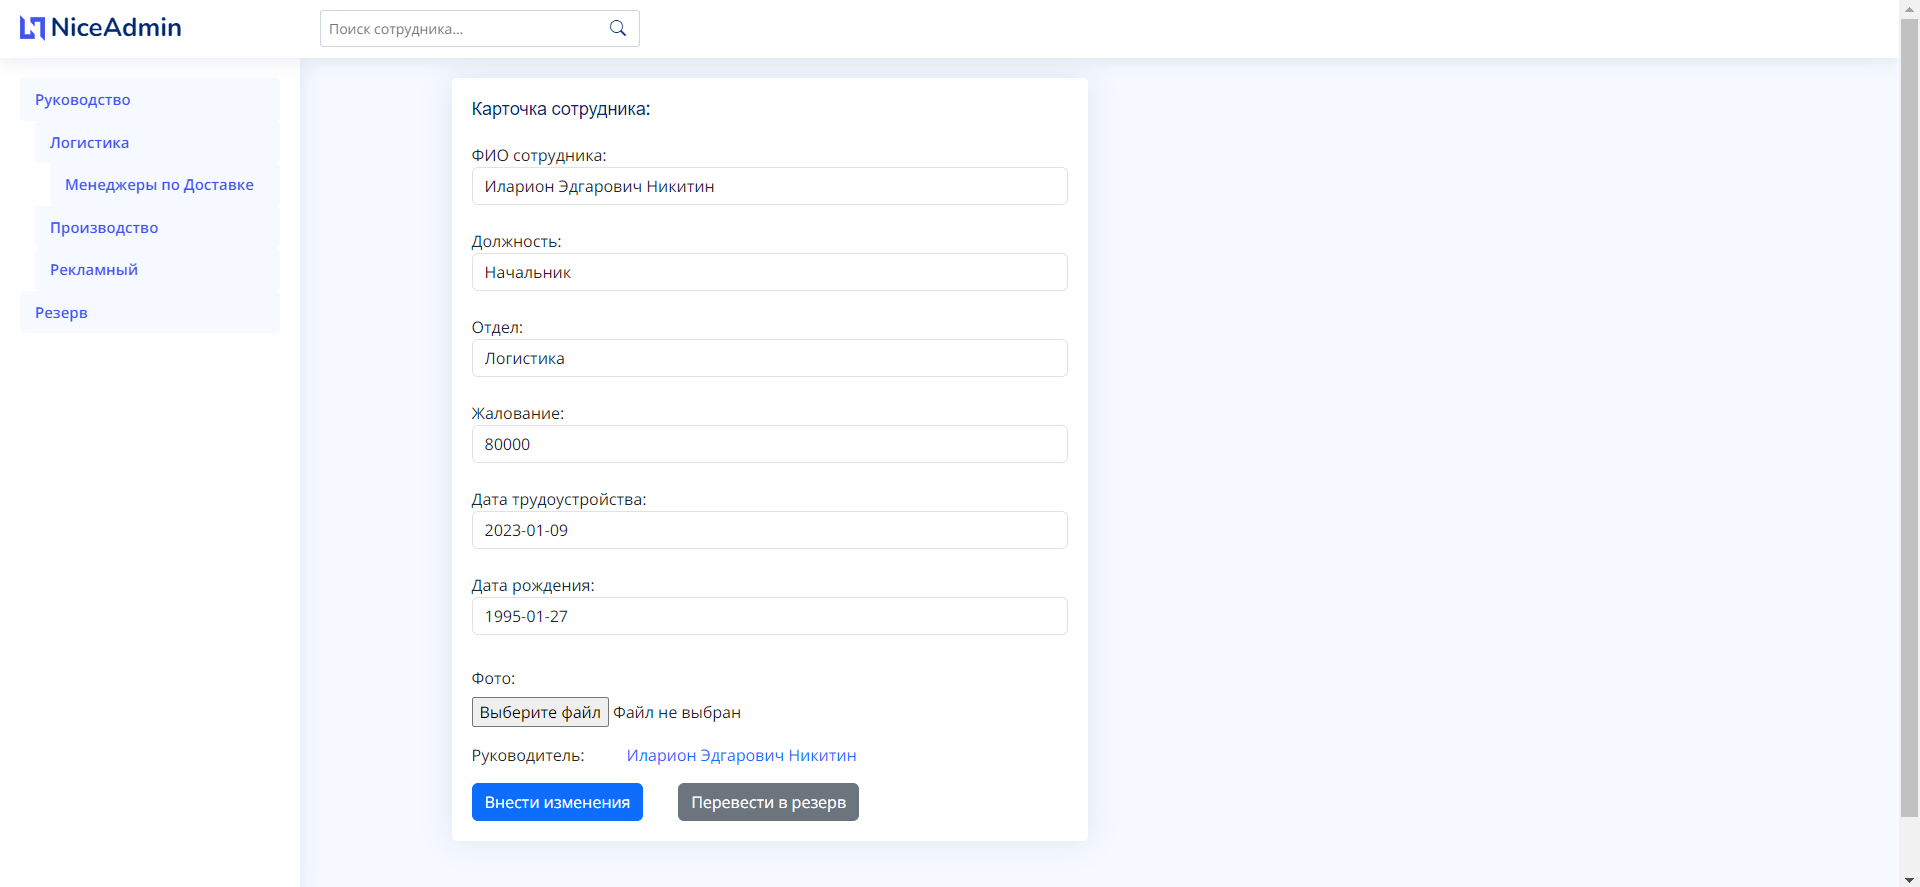 NiceAdmin
Поиск сотрудника...
Руководство
Логистика
Менеджеры по Доставке
Производство
Рекламный
Резерв
Карточка сотрудника:
ФИО сотрудника:
Иларион Эдгарович Никитин
Должность:
Начальник
Отдел:
Логистика
Жалование:
80000
Дата трудоустройства:
2023-01-09
Дата рождения:
1995-01-27
Фото:
Выберите файл Файл не выбран
Руководитель: Иларион Эдгарович Никитин
Внести изменения Перевести в резерв